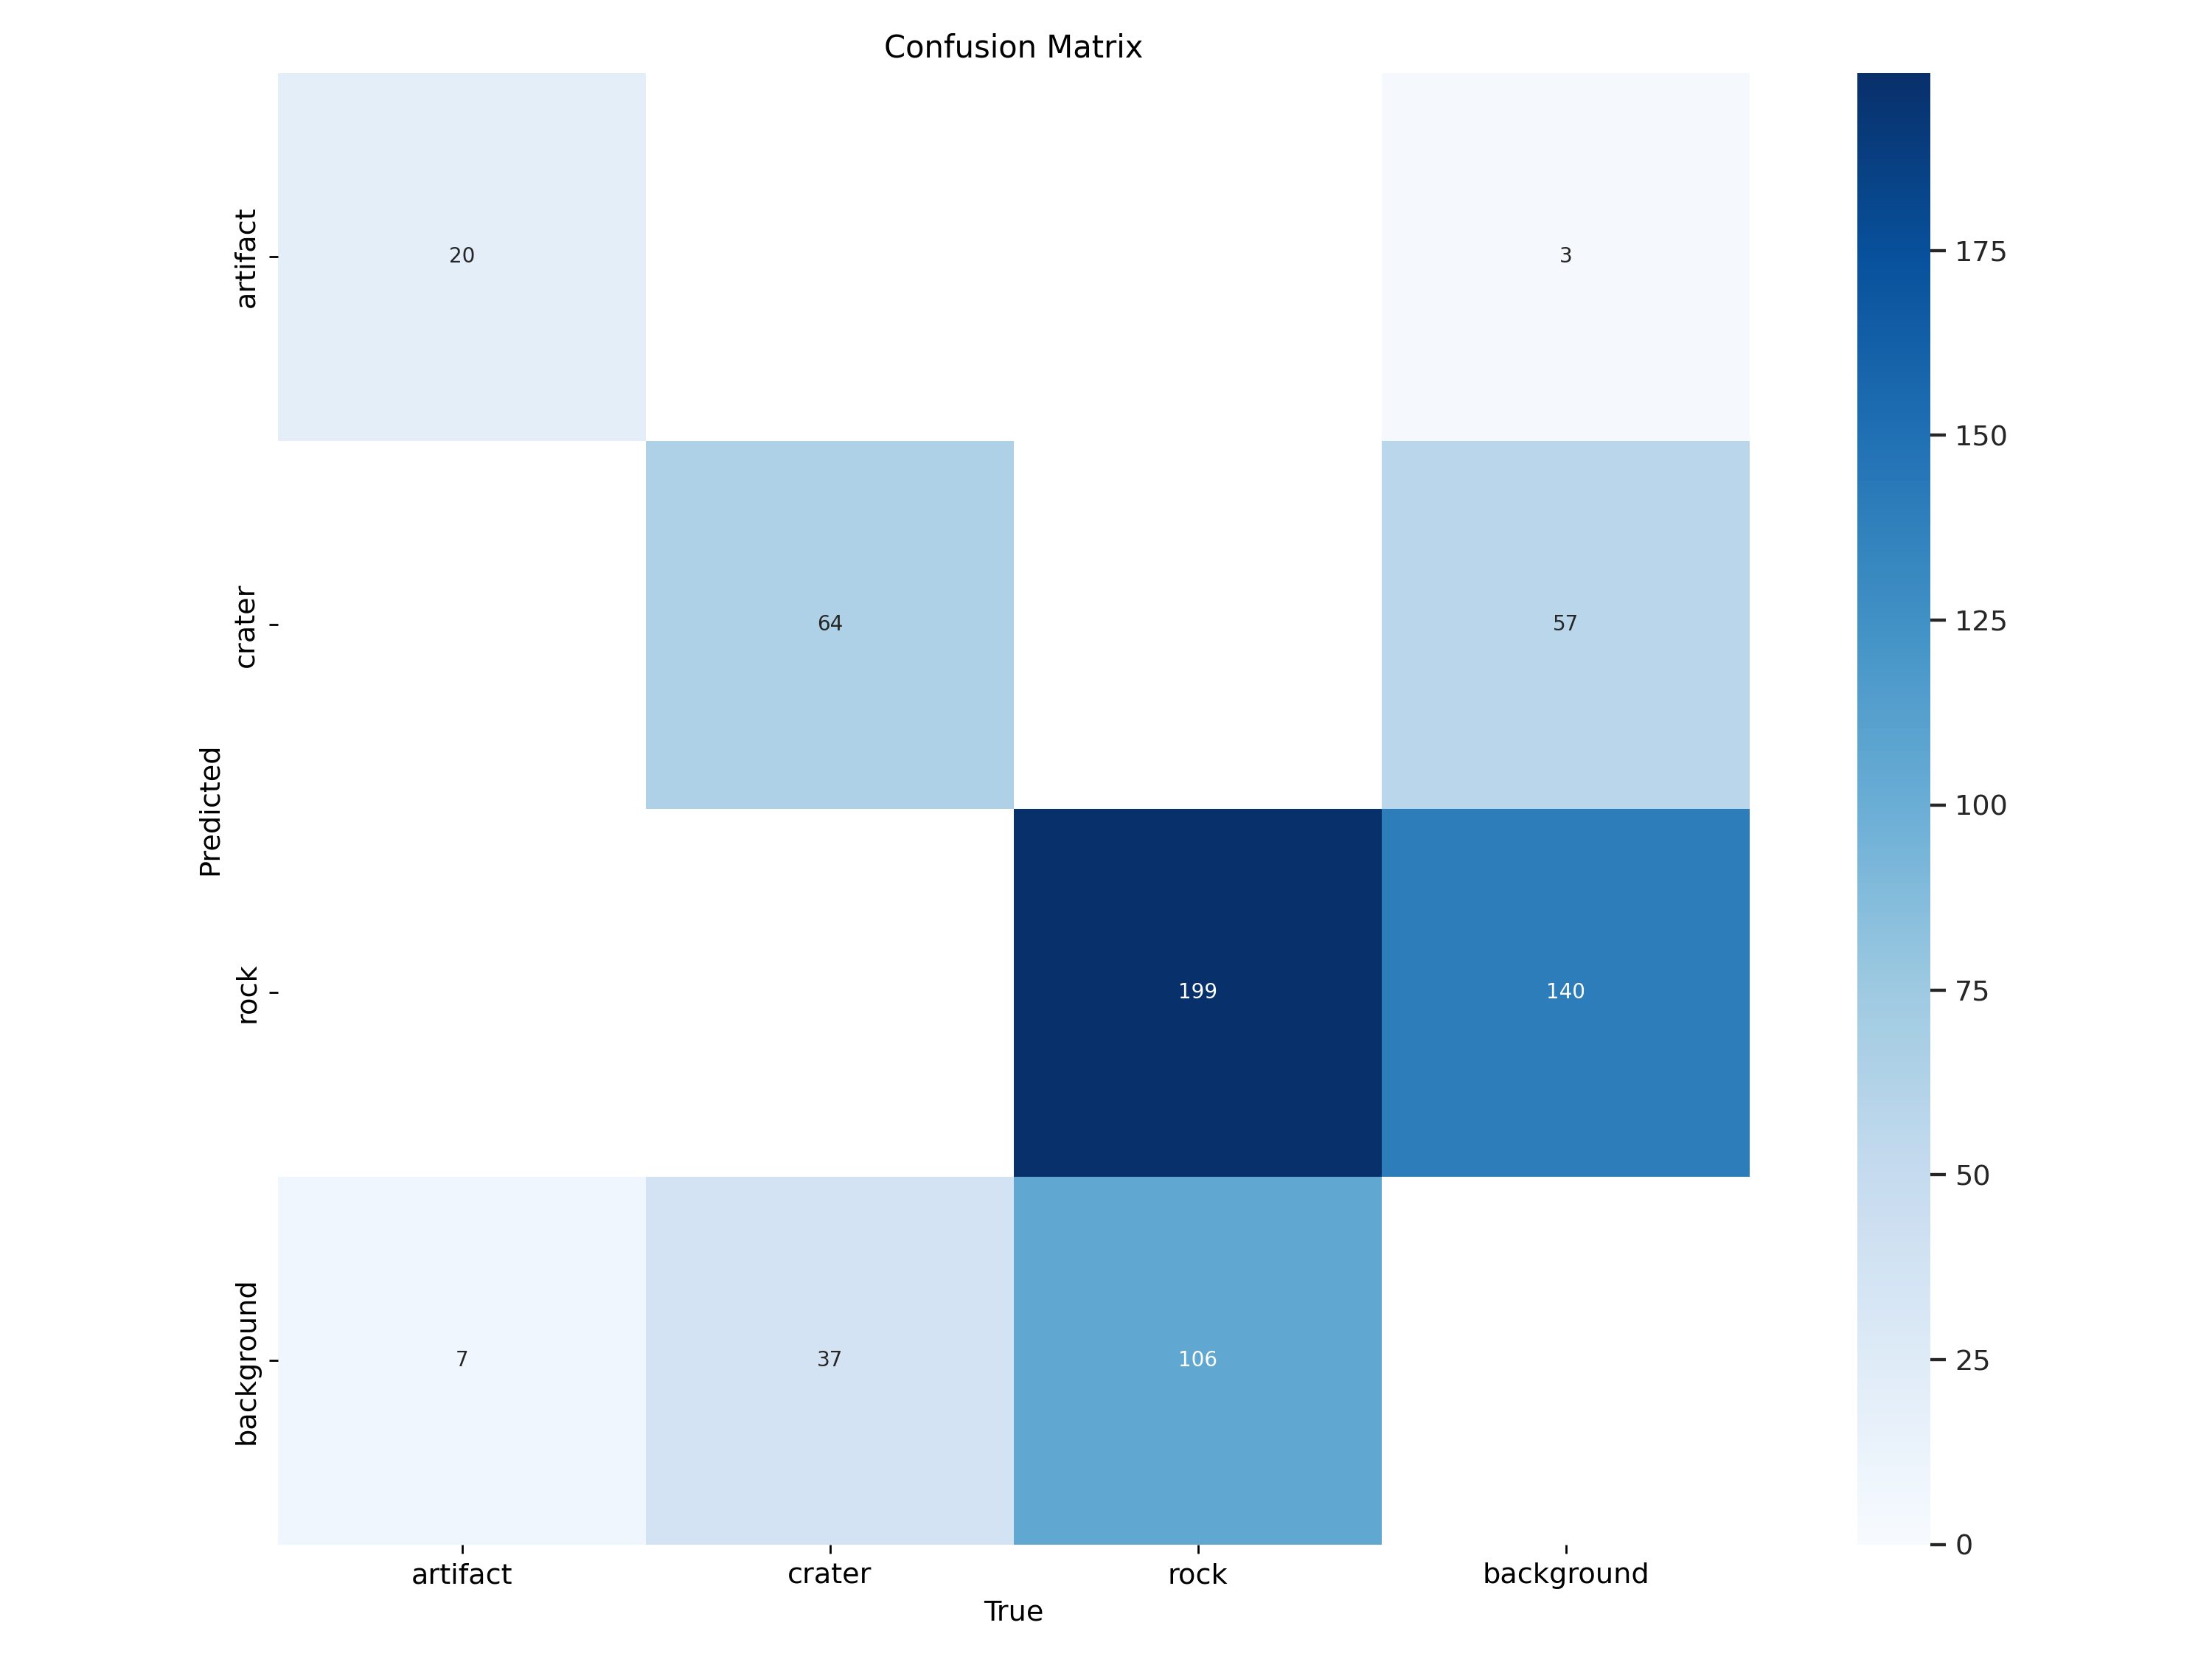 Confusion Matrix
artifact
20
3
175
150
crater
64
57
125
Predicted
100
rock
199
140
75
50
background
7
37
106
25
0
artifact
crater
rock
background
True